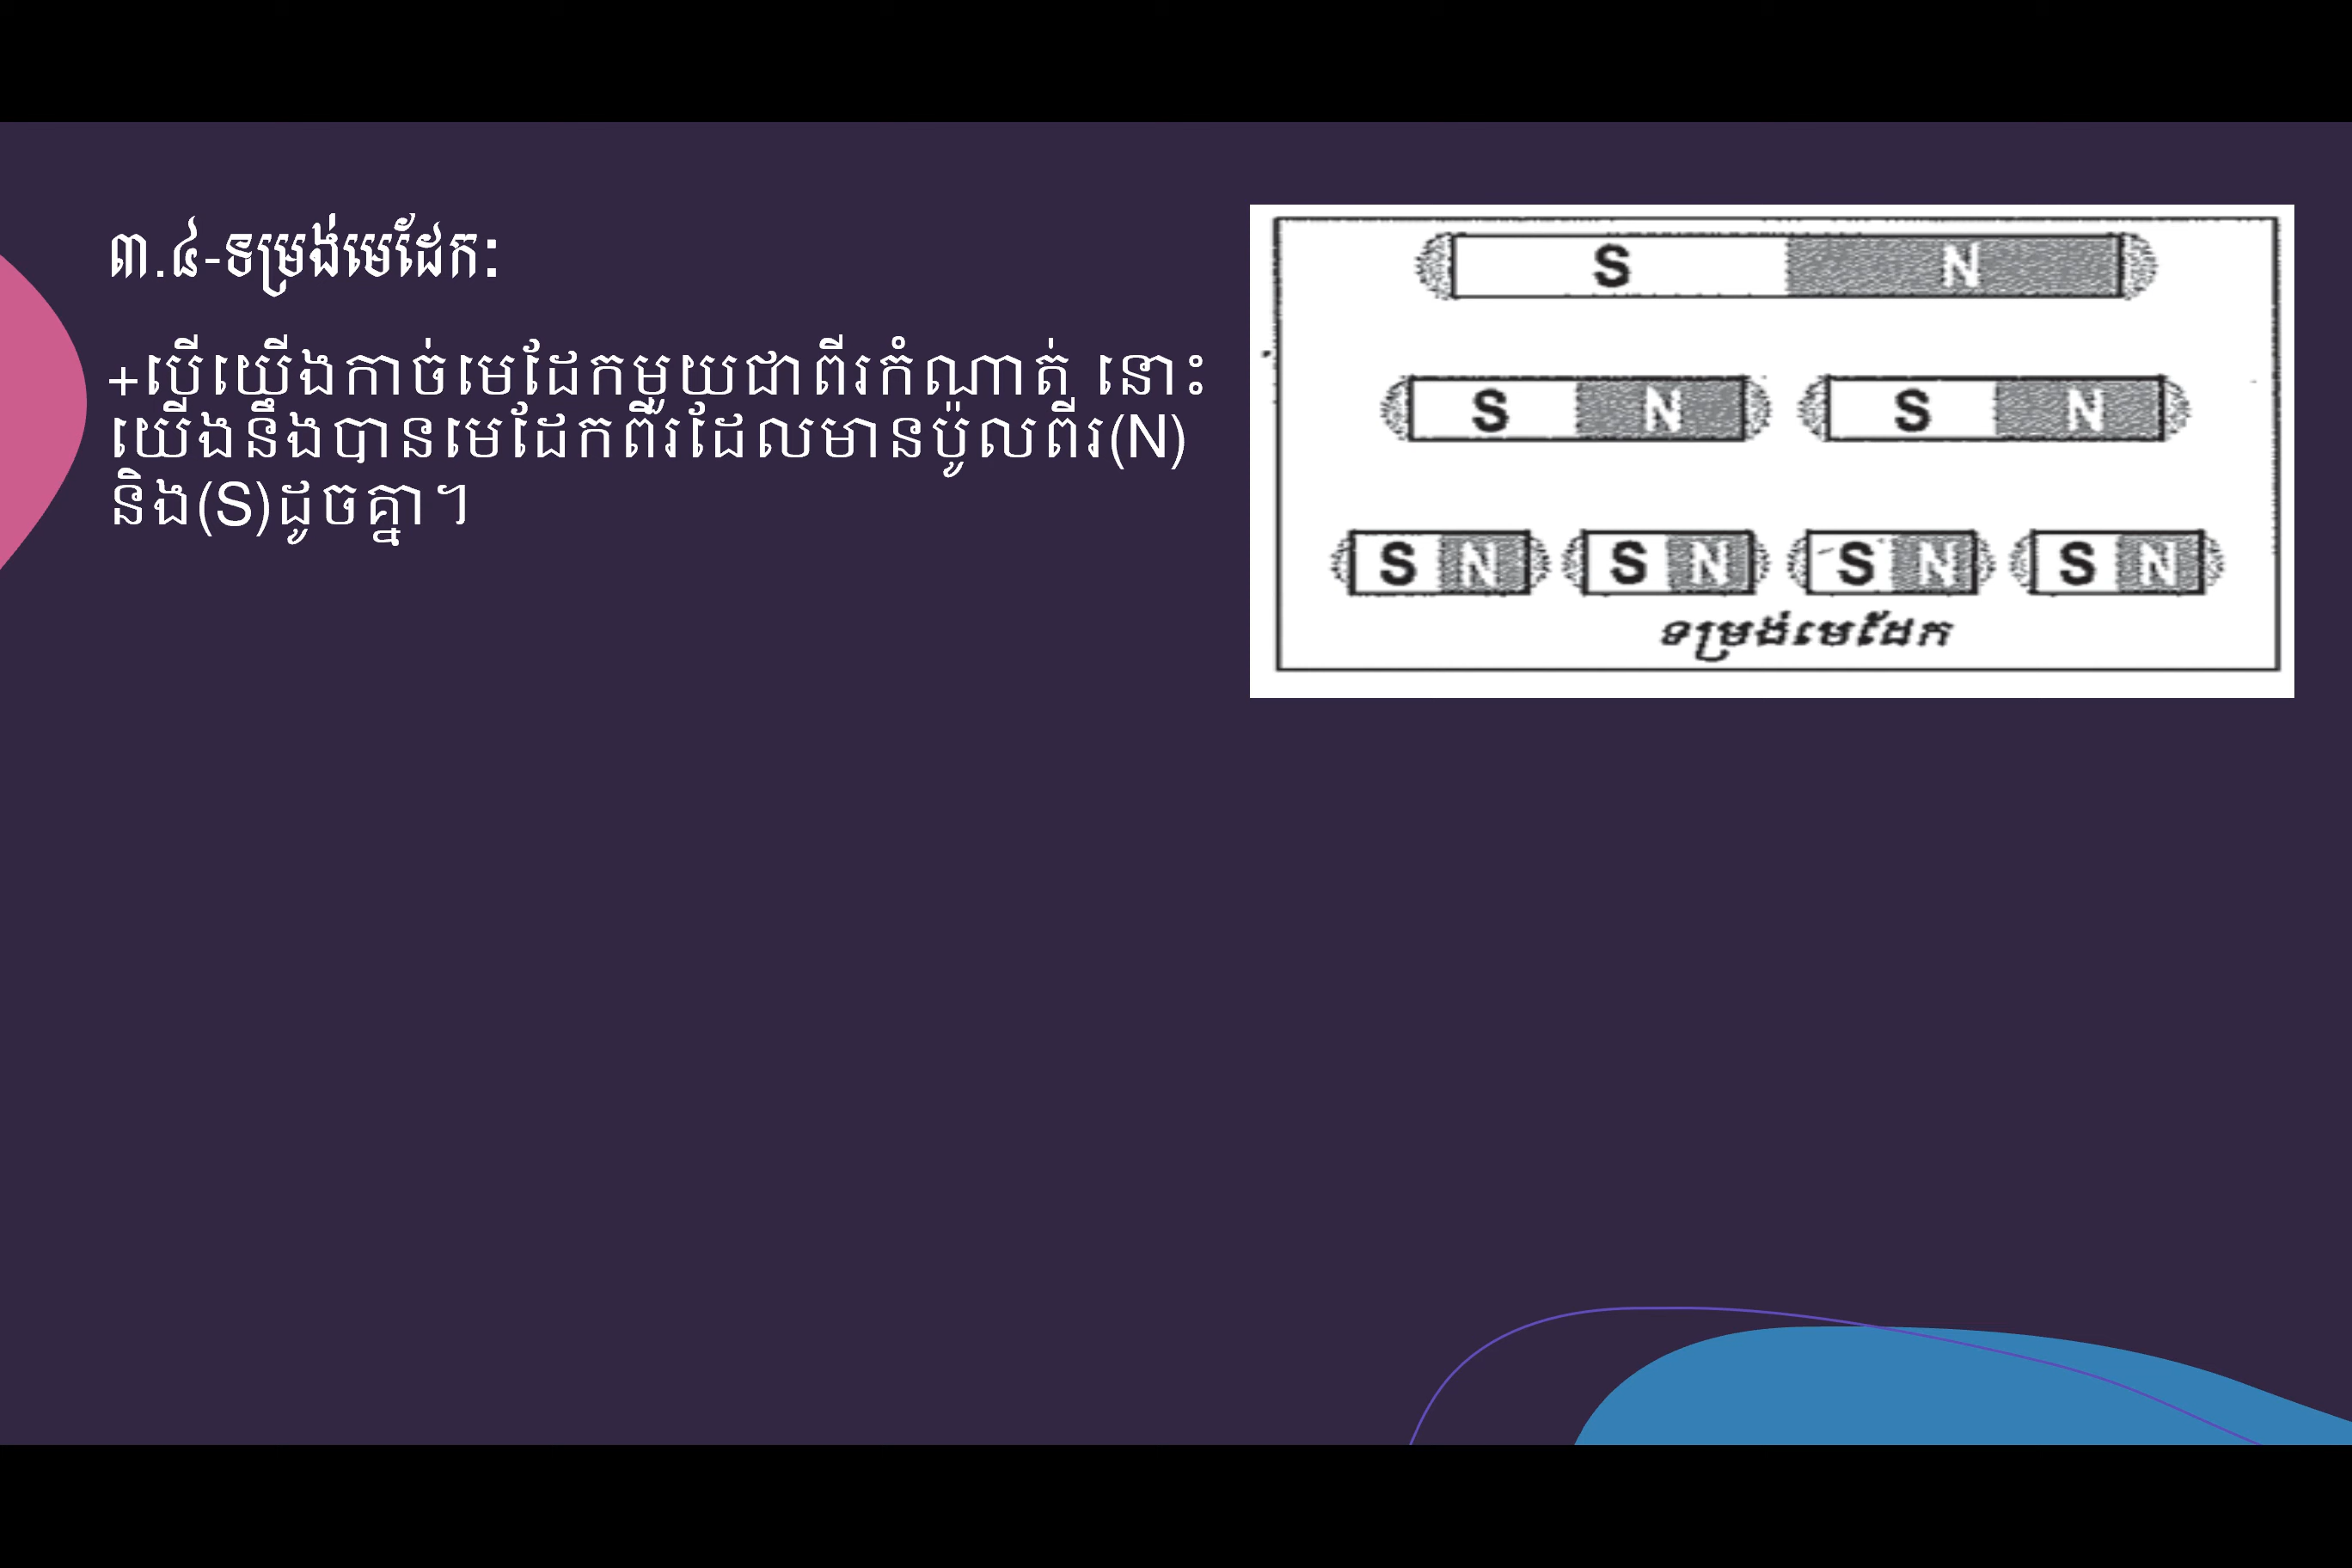 ៣.៤-ទម្រង់មេដែក:
+បើយើងកាច់មេដែកមួយជាពីរកំណាត់ នោះ
យើងនឹងបានមេដែកពីរដែលមានប៉ូលពីរ(N)
និង(S)ដូចគ្នា។
S N
S N S N
S N S N S N S N
ទម្រង់មេដែក